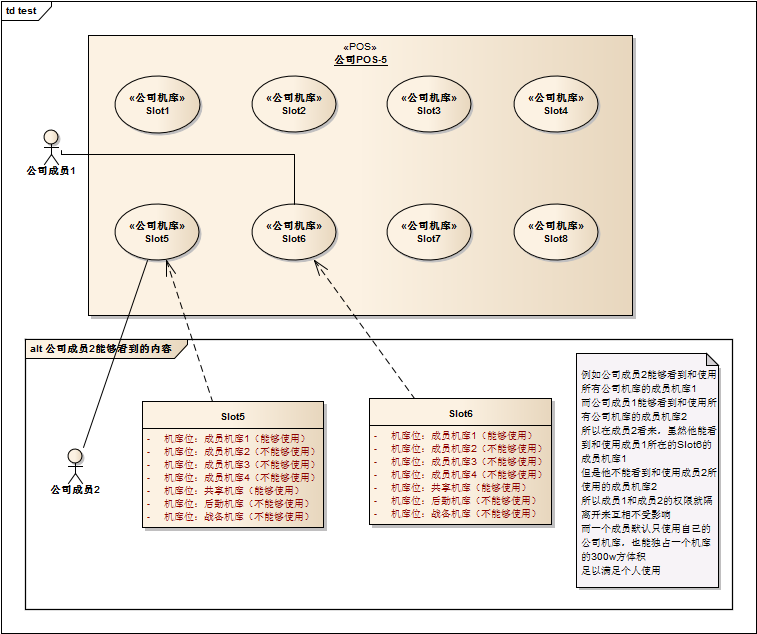 td test
«POS»
公司POS-5
«公司机库»
Slot1
«公司机库»
Slot2
«公司机库»
Slot3
«公司机库»
Slot4
公司成员1
«公司机库»
Slot5
«公司机库»
Slot6
«公司机库»
Slot7
«公司机库»
Slot8
alt 公司成员2能够看到的内容
公司成员2
Slot5
- 机库位：成员机库1（能够使用）
- 机库位：成员机库2（不能够使用）
- 机库位：成员机库3（不能够使用）
- 机库位：成员机库4（不能够使用）
- 机库位：共享机库（能够使用）
- 机库位：后勤机库（不能够使用）
- 机库位：战备机库（不能够使用）
Slot6
- 机库位：成员机库1（能够使用）
- 机库位：成员机库2（不能够使用）
- 机库位：成员机库3（不能够使用）
- 机库位：成员机库4（不能够使用）
- 机库位：共享机库（能够使用）
- 机库位：后勤机库（不能够使用）
- 机库位：战备机库（不能够使用）
例如公司成员2能够看到和使用
所有公司机库的成员机库1
而公司成员1能够看到和使用所
有公司机库的成员机库2
所以在成员2看来，虽然他能看
到和使用成员1所在的Slot6的
成员机库1
但是他不能看到和使用成员2所
使用的成员机库2
所以成员1和成员2的权限就隔
离开来互相不受影响
而一个成员默认只使用自己的
公司机库，也能独占一个机库
的300w方体积
足以满足个人使用